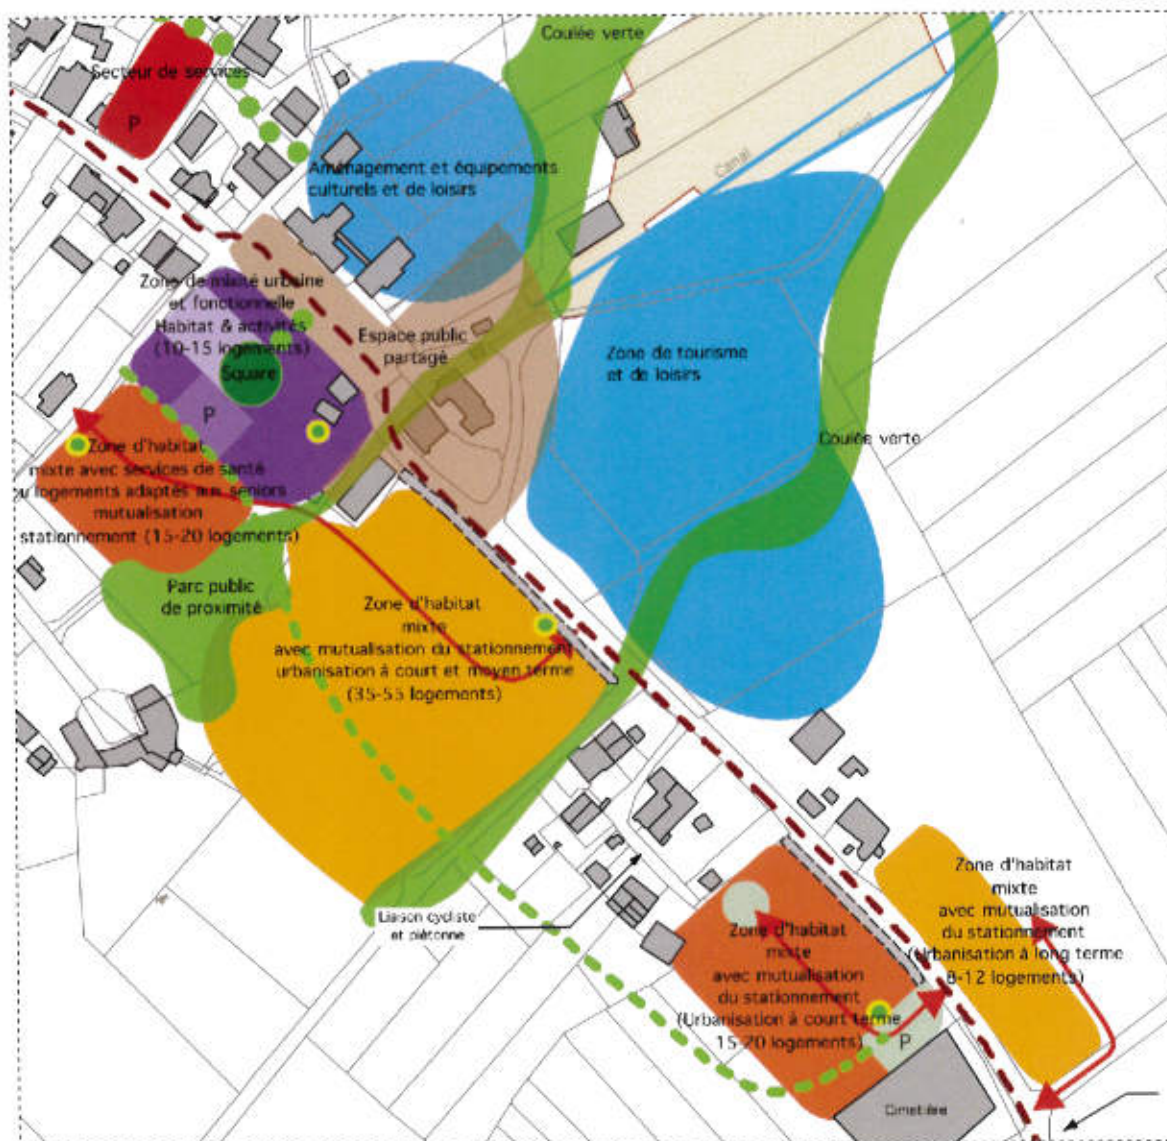 Coulée verte
Secteur de services
P
Aménagement et équipements
culturels et de loisirs
Canal
Canal
Zone de mixité urbaine
et fonctionnelle
Habitat & activités
(10-15 logements)
Square
P
Espace public
partagé
Zone de tourisme
et de loisirs
Coulée verte
Zone d'habitat
mixte avec services de santé
u logements adaptés aux seniors
mutualisation
stationnement (15-20 logements)
Parc public
de proximité
Zone d'habitat
mixte
avec mutualisation du stationnement
urbanisation à court et moyen terme
(35-55 logements)
Liaison cycliste
et piétonne
Zone d'habitat
mixte
avec mutualisation
du stationnement
(Urbanisation à court terme
15-20 logements)
P
Zone d'habitat
mixte
avec mutualisation
du stationnement
(Urbanisation à long terme
8-12 logements)
Cimetière